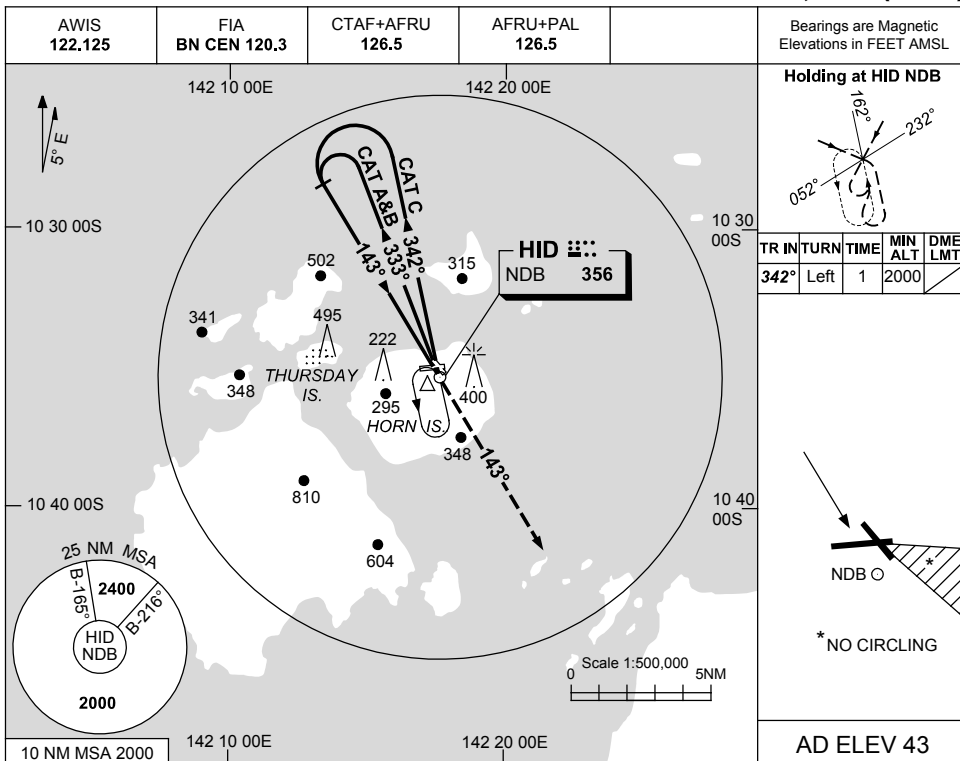 AWIS
122.125
FIA
BN CEN 120.3
CTAF+AFRU
126.5
AFRU+PAL
126.5
Bearings are Magnetic
Elevations in FEET AMSL
142 10 00E
142 20 00E
5° E
10 30 00S
10 30
00S
CAT A&B
CAT C
143°
333°
342°
HID
NDB 356
502
315
495
341
222
THURSDAY
IS.
348
295
HORN IS.
400
348
143°
810
604
10 40 00S
10 40
00S
25 NM MSA
B-165°
2400
B-216°
HID
NDB
2000
10 NM MSA 2000
Scale 1:500,000
0
5NM
142 10 00E
142 20 00E
Holding at HID NDB
162°
232°
052°
TR IN TURN TIME MIN ALT DME LMT
342° Left 1 2000
NDB
*
*NO CIRCLING
AD ELEV 43